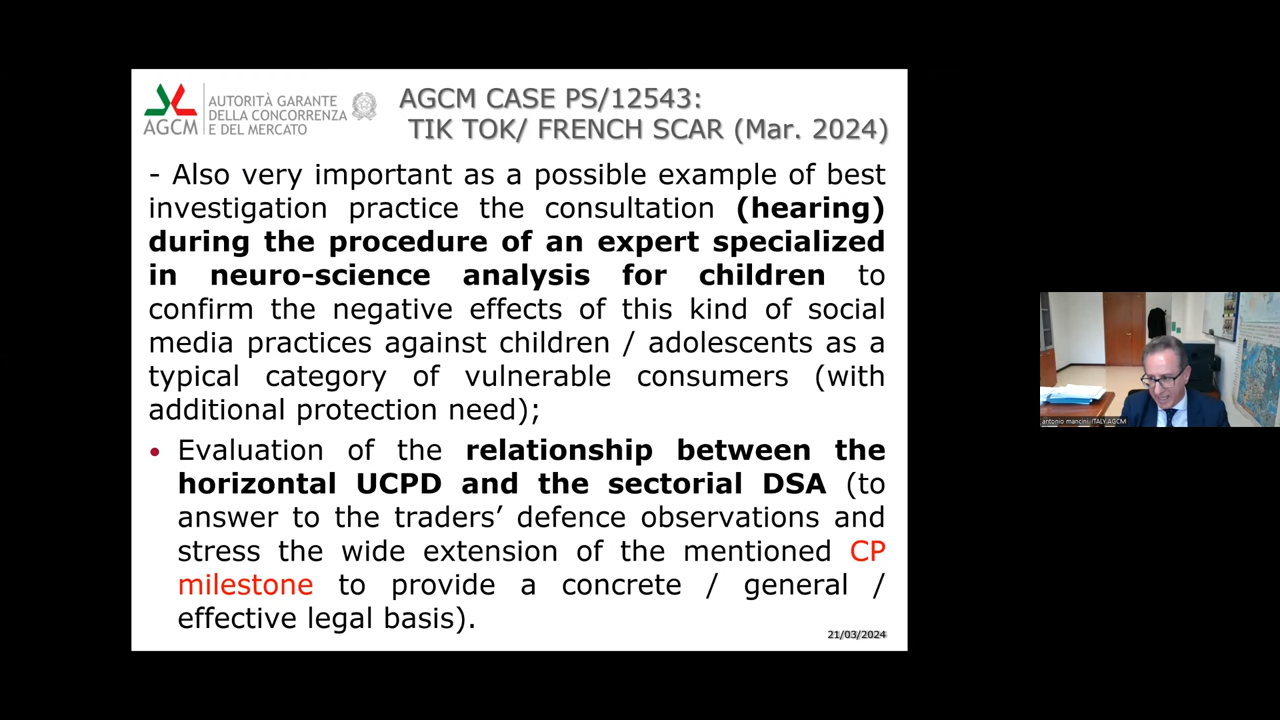 AUTORITÀ GARANTE
DELLA CONCORRENZA
E DEL MERCATO
AGCM
AGCM CASE PS/12543:
TIK TOK/ FRENCH SCAR (Mar. 2024)
- Also very important as a possible example of best
investigation practice the consultation (hearing)
during the procedure of an expert specialized
in neuro-science analysis for children to
confirm the negative effects of this kind of social
media practices against children / adolescents as a
typical category of vulnerable consumers (with
additional protection need);
• Evaluation of the relationship between the
horizontal UCPD and the sectorial DSA (to
answer to the traders’ defence observations and
stress the wide extension of the mentioned CP
milestone to provide a concrete / general /
effective legal basis).
21/03/2024
antonio mancini-ITALY AGCM